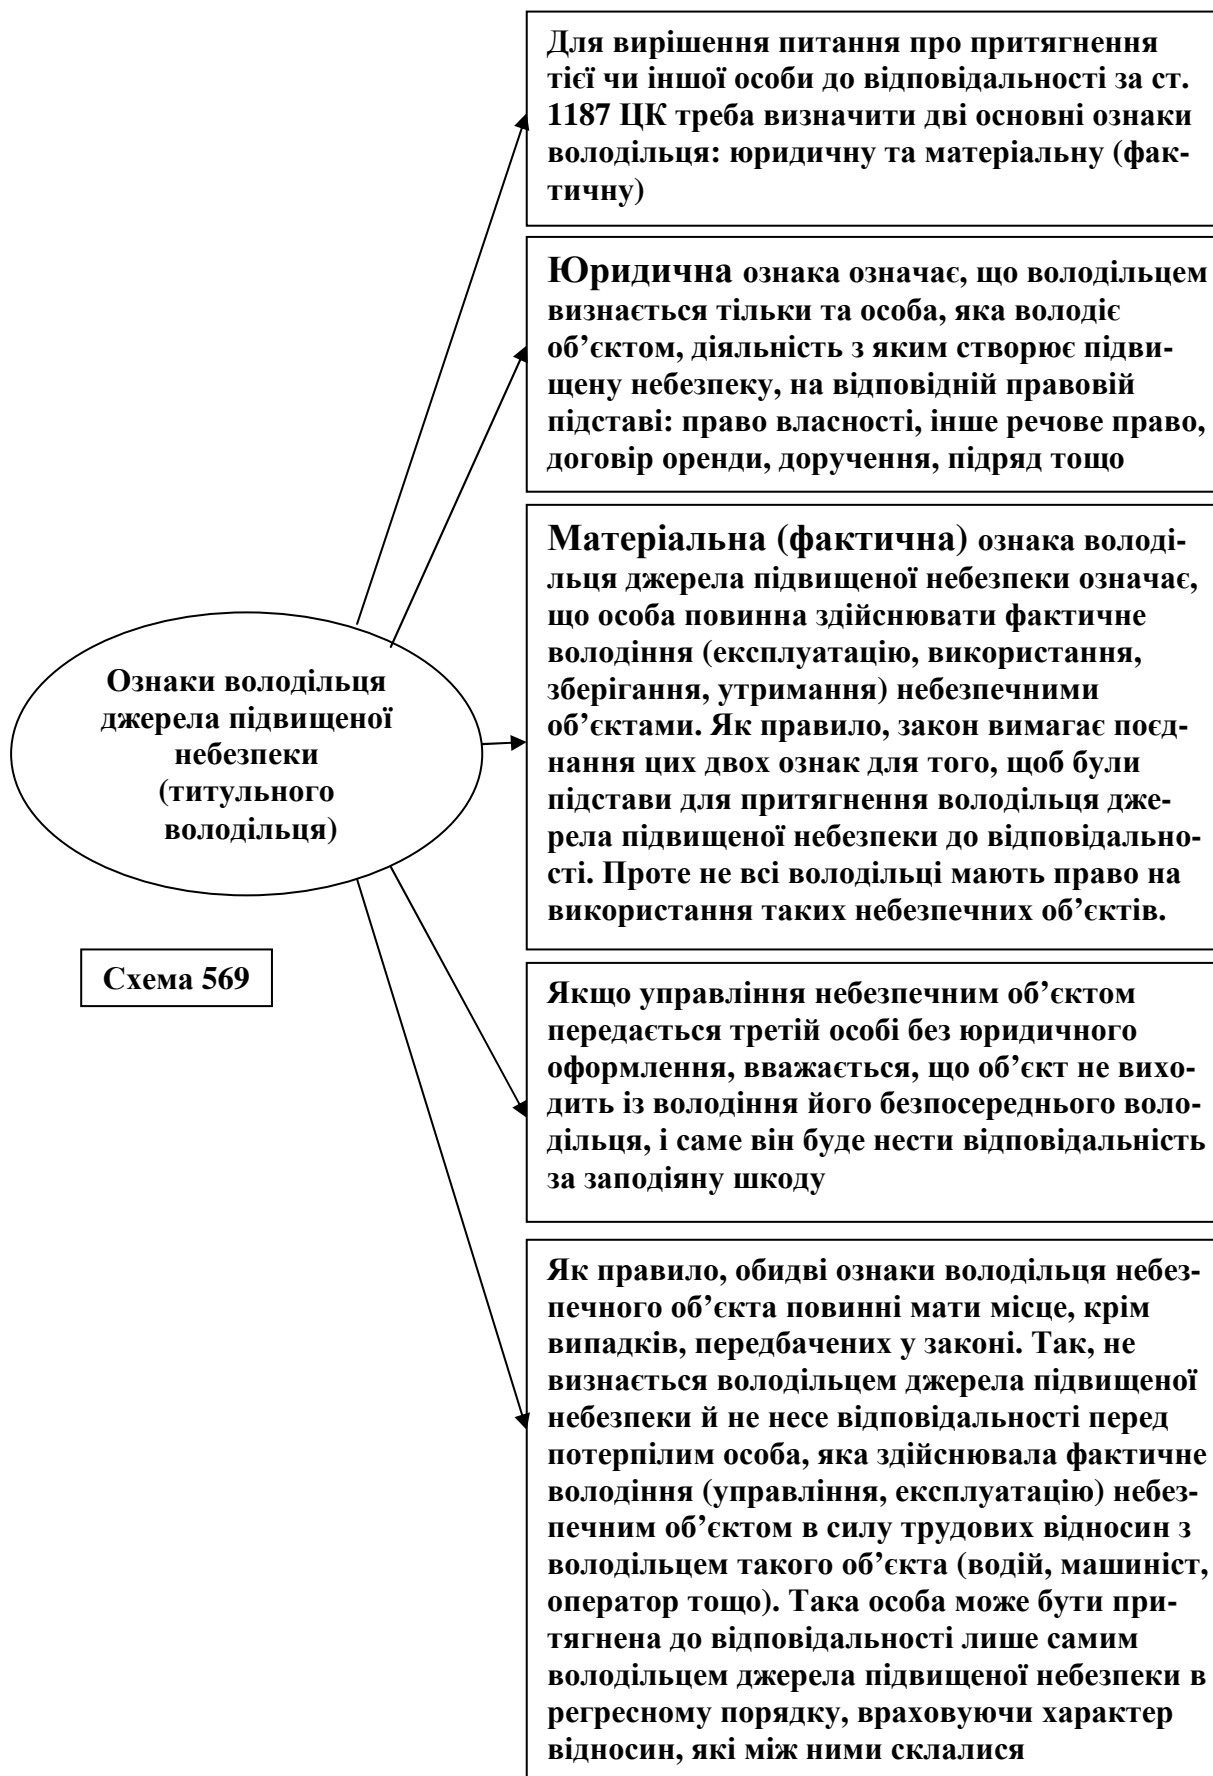 Для вирішення питання про притягнення
тієї чи іншої особи до відповідальності за ст.
1187 ЦК треба визначити дві основні ознаки
володільця: юридичну та матеріальну (фак-
тичну)
Юридична ознака означає, що володільцем
визнається тільки та особа, яка володіє
об’єктом, діяльність з яким створює підви-
щену небезпеку, на відповідній правовій
підставі: право власності, інше речове право,
договір оренди, доручення, підряд тощо
Матеріальна (фактична) ознака володі-
льця джерела підвищеної небезпеки означає,
що особа повинна здійснювати фактичне
володіння (експлуатацію, використання,
зберігання, утримання) небезпечними
об’єктами. Як правило, закон вимагає поєд-
нання цих двох ознак для того, щоб були
підстави для притягнення володільця дже-
рела підвищеної небезпеки до відповідально-
сті. Проте не всі володільці мають право на
використання таких небезпечних об’єктів.
Ознаки володільця
джерела підвищеної
небезпеки
(титульного
володільця)
Схема 569
Якщо управління небезпечним об’єктом
передається третій особі без юридичного
оформлення, вважається, що об’єкт не вихо-
дить із володіння його безпосереднього воло-
дільця, і саме він буде нести відповідальність
за заподіяну шкоду
Як правило, обидві ознаки володільця небез-
печного об’єкта повинні мати місце, крім
випадків, передбачених у законі. Так, не
визнається володільцем джерела підвищеної
небезпеки й не несе відповідальності перед
потерпілим особа, яка здійснювала фактичне
володіння (управління, експлуатацію) небез-
печним об’єктом в силу трудових відносин з
володільцем такого об’єкта (водій, машиніст,
оператор тощо). Така особа може бути при-
тягнена до відповідальності лише самим
володільцем джерела підвищеної небезпеки в
регресному порядку, враховуючи характер
відносин, які між ними склалися